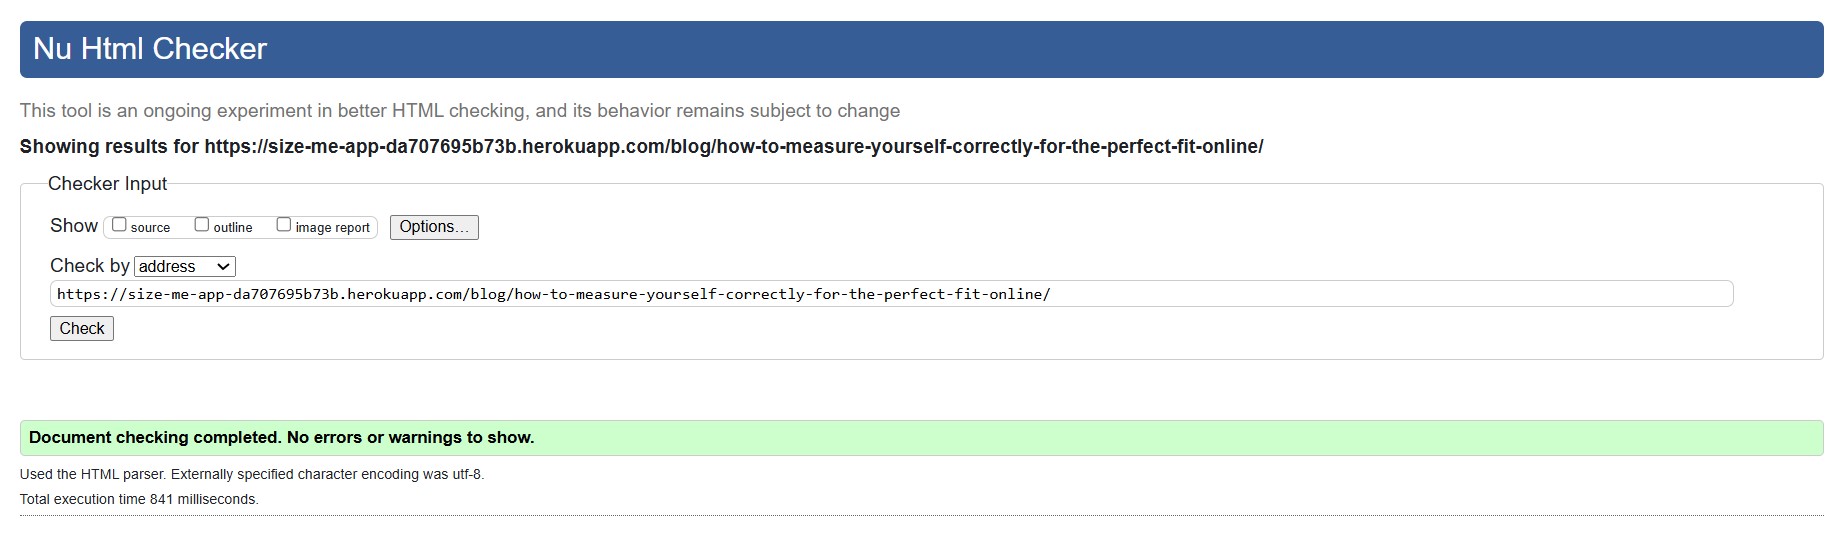 Nu Html Checker
This tool is an ongoing experiment in better HTML checking, and its behavior remains subject to change
Showing results for https://size-me-app-da707695b73b.herokuapp.com/blog/how-to-measure-yourself-correctly-for-the-perfect-fit-online/
Checker Input
Show source outline image report Options…
Check by address
https://size-me-app-da707695b73b.herokuapp.com/blog/how-to-measure-yourself-correctly-for-the-perfect-fit-online/
Check
Document checking completed. No errors or warnings to show.
Used the HTML parser. Externally specified character encoding was utf-8.
Total execution time 841 milliseconds.